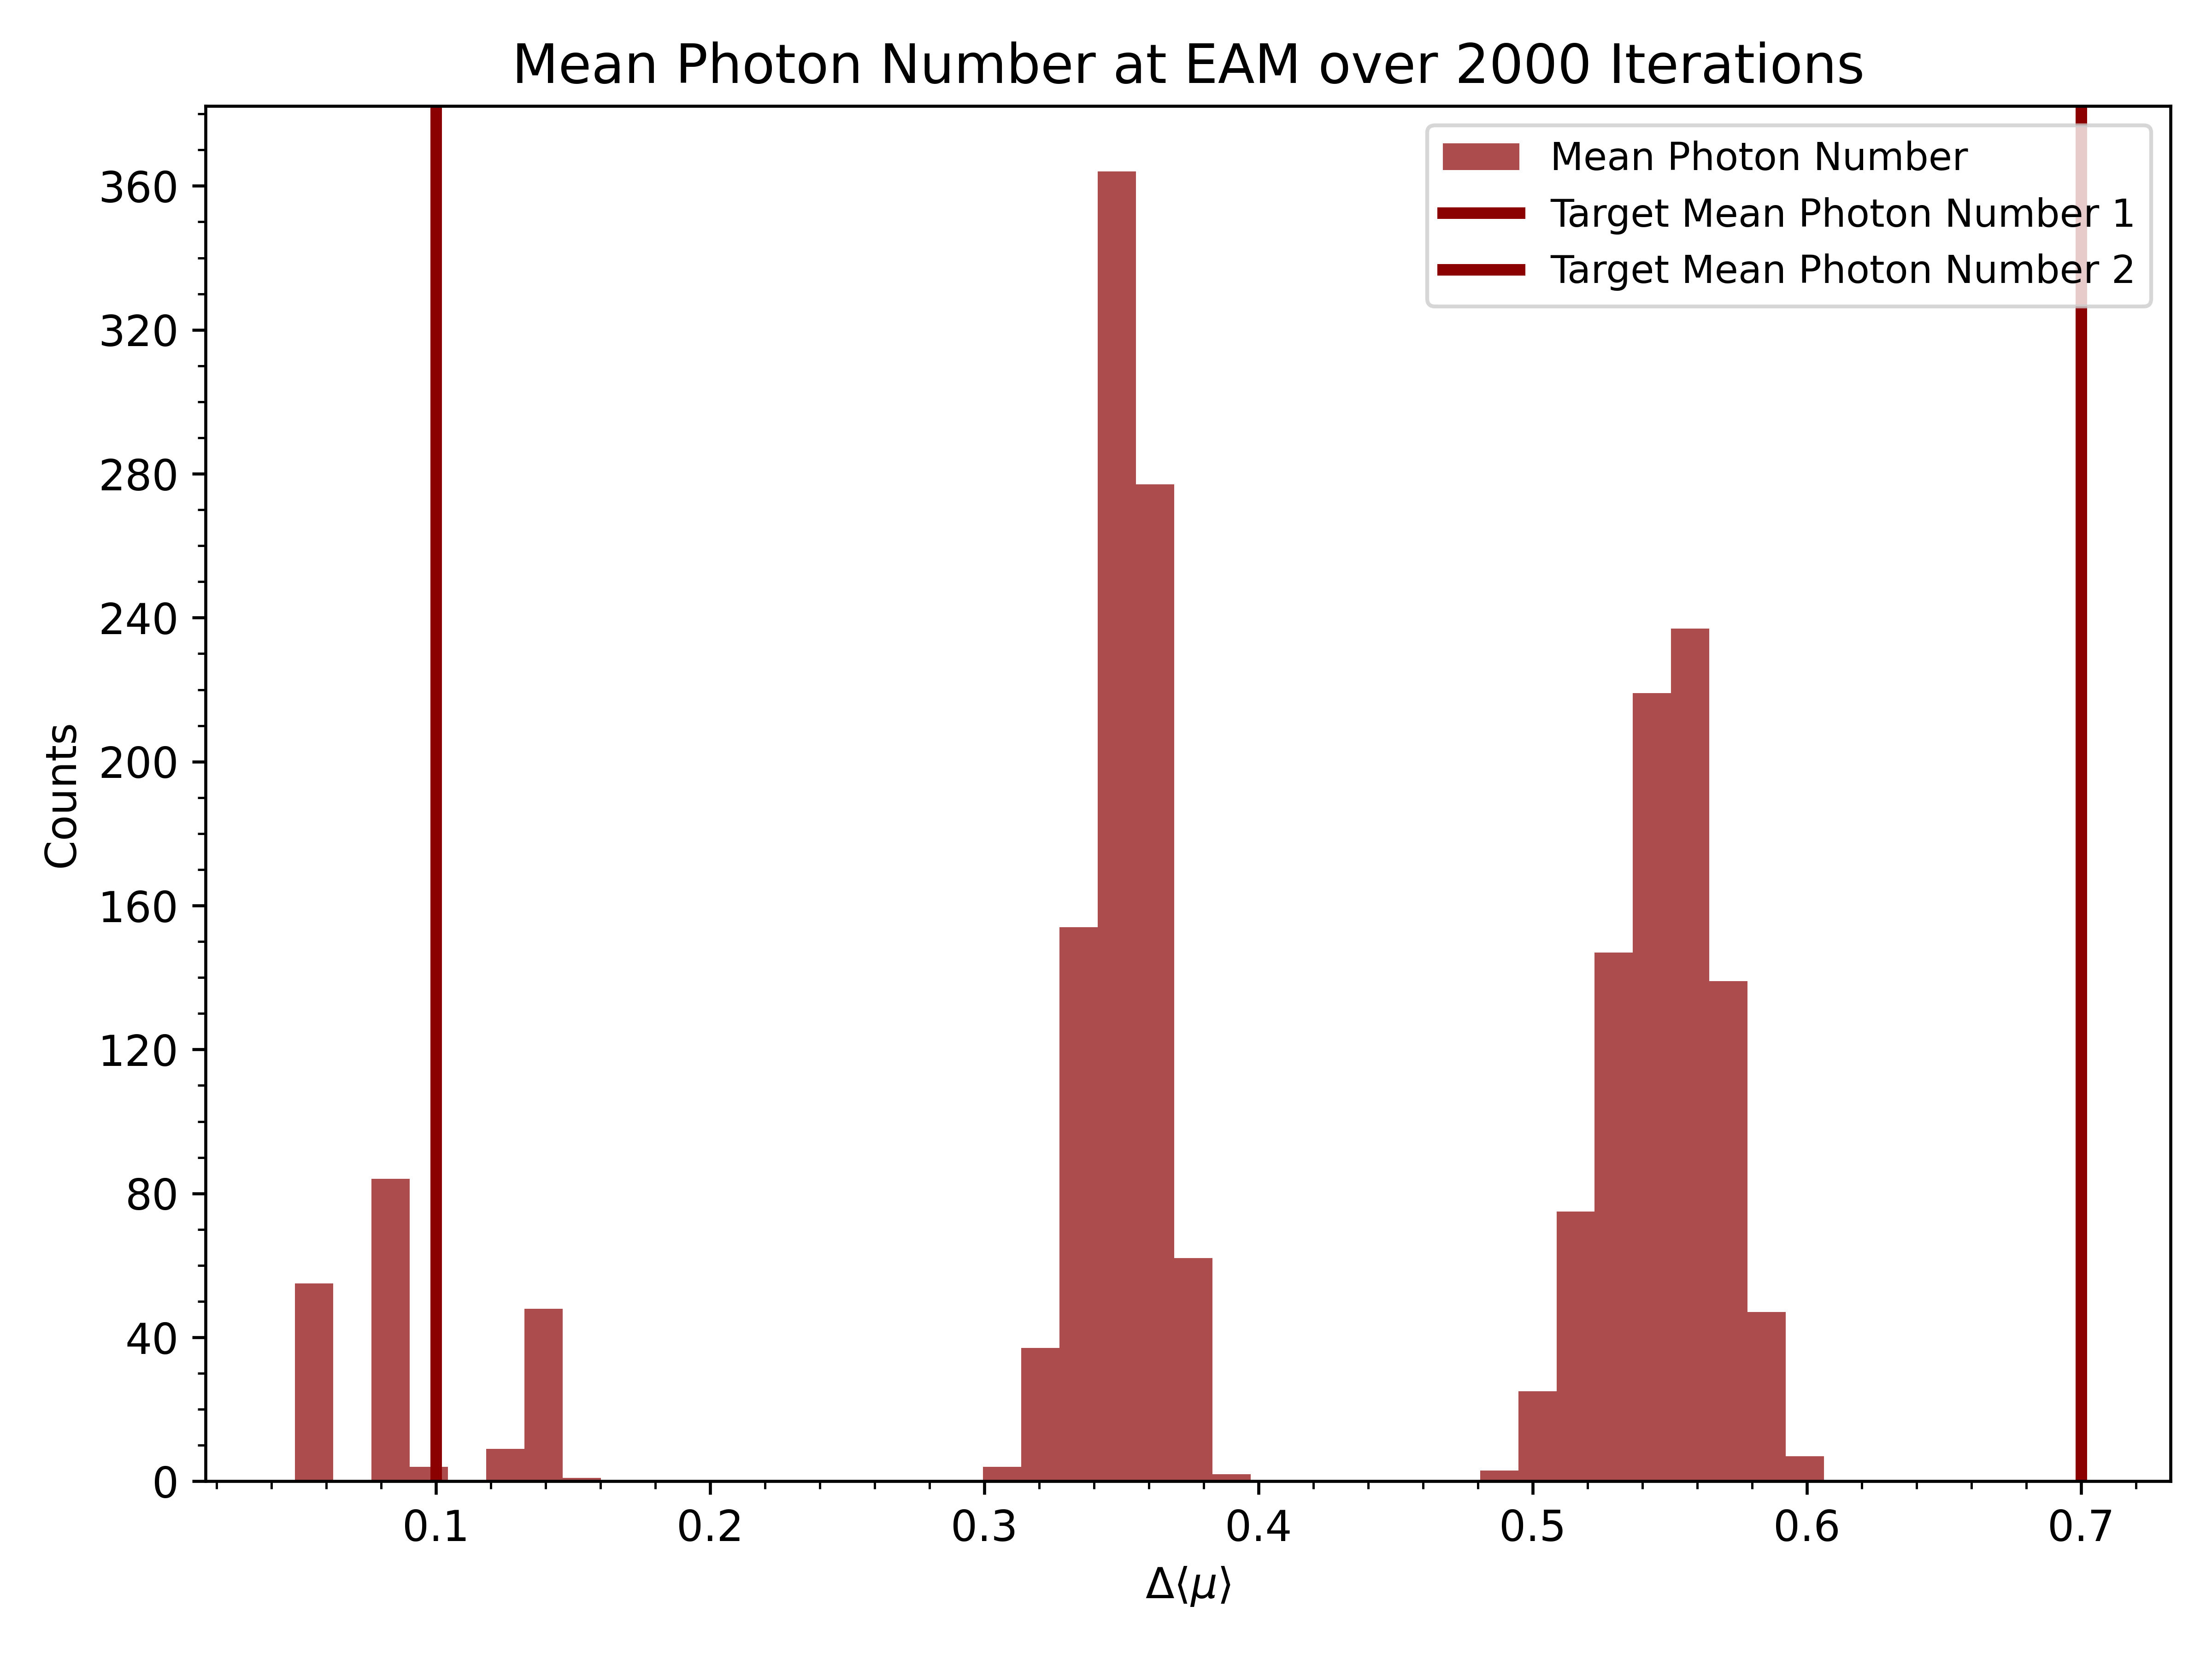 Mean Photon Number at EAM over 2000 Iterations
Mean Photon Number
Target Mean Photon Number 1
Target Mean Photon Number 2
360
320
280
240
200
160
120
80
40
0
Counts
0.1 0.2 0.3 0.4 0.5 0.6 0.7
Δ⟨μ⟩